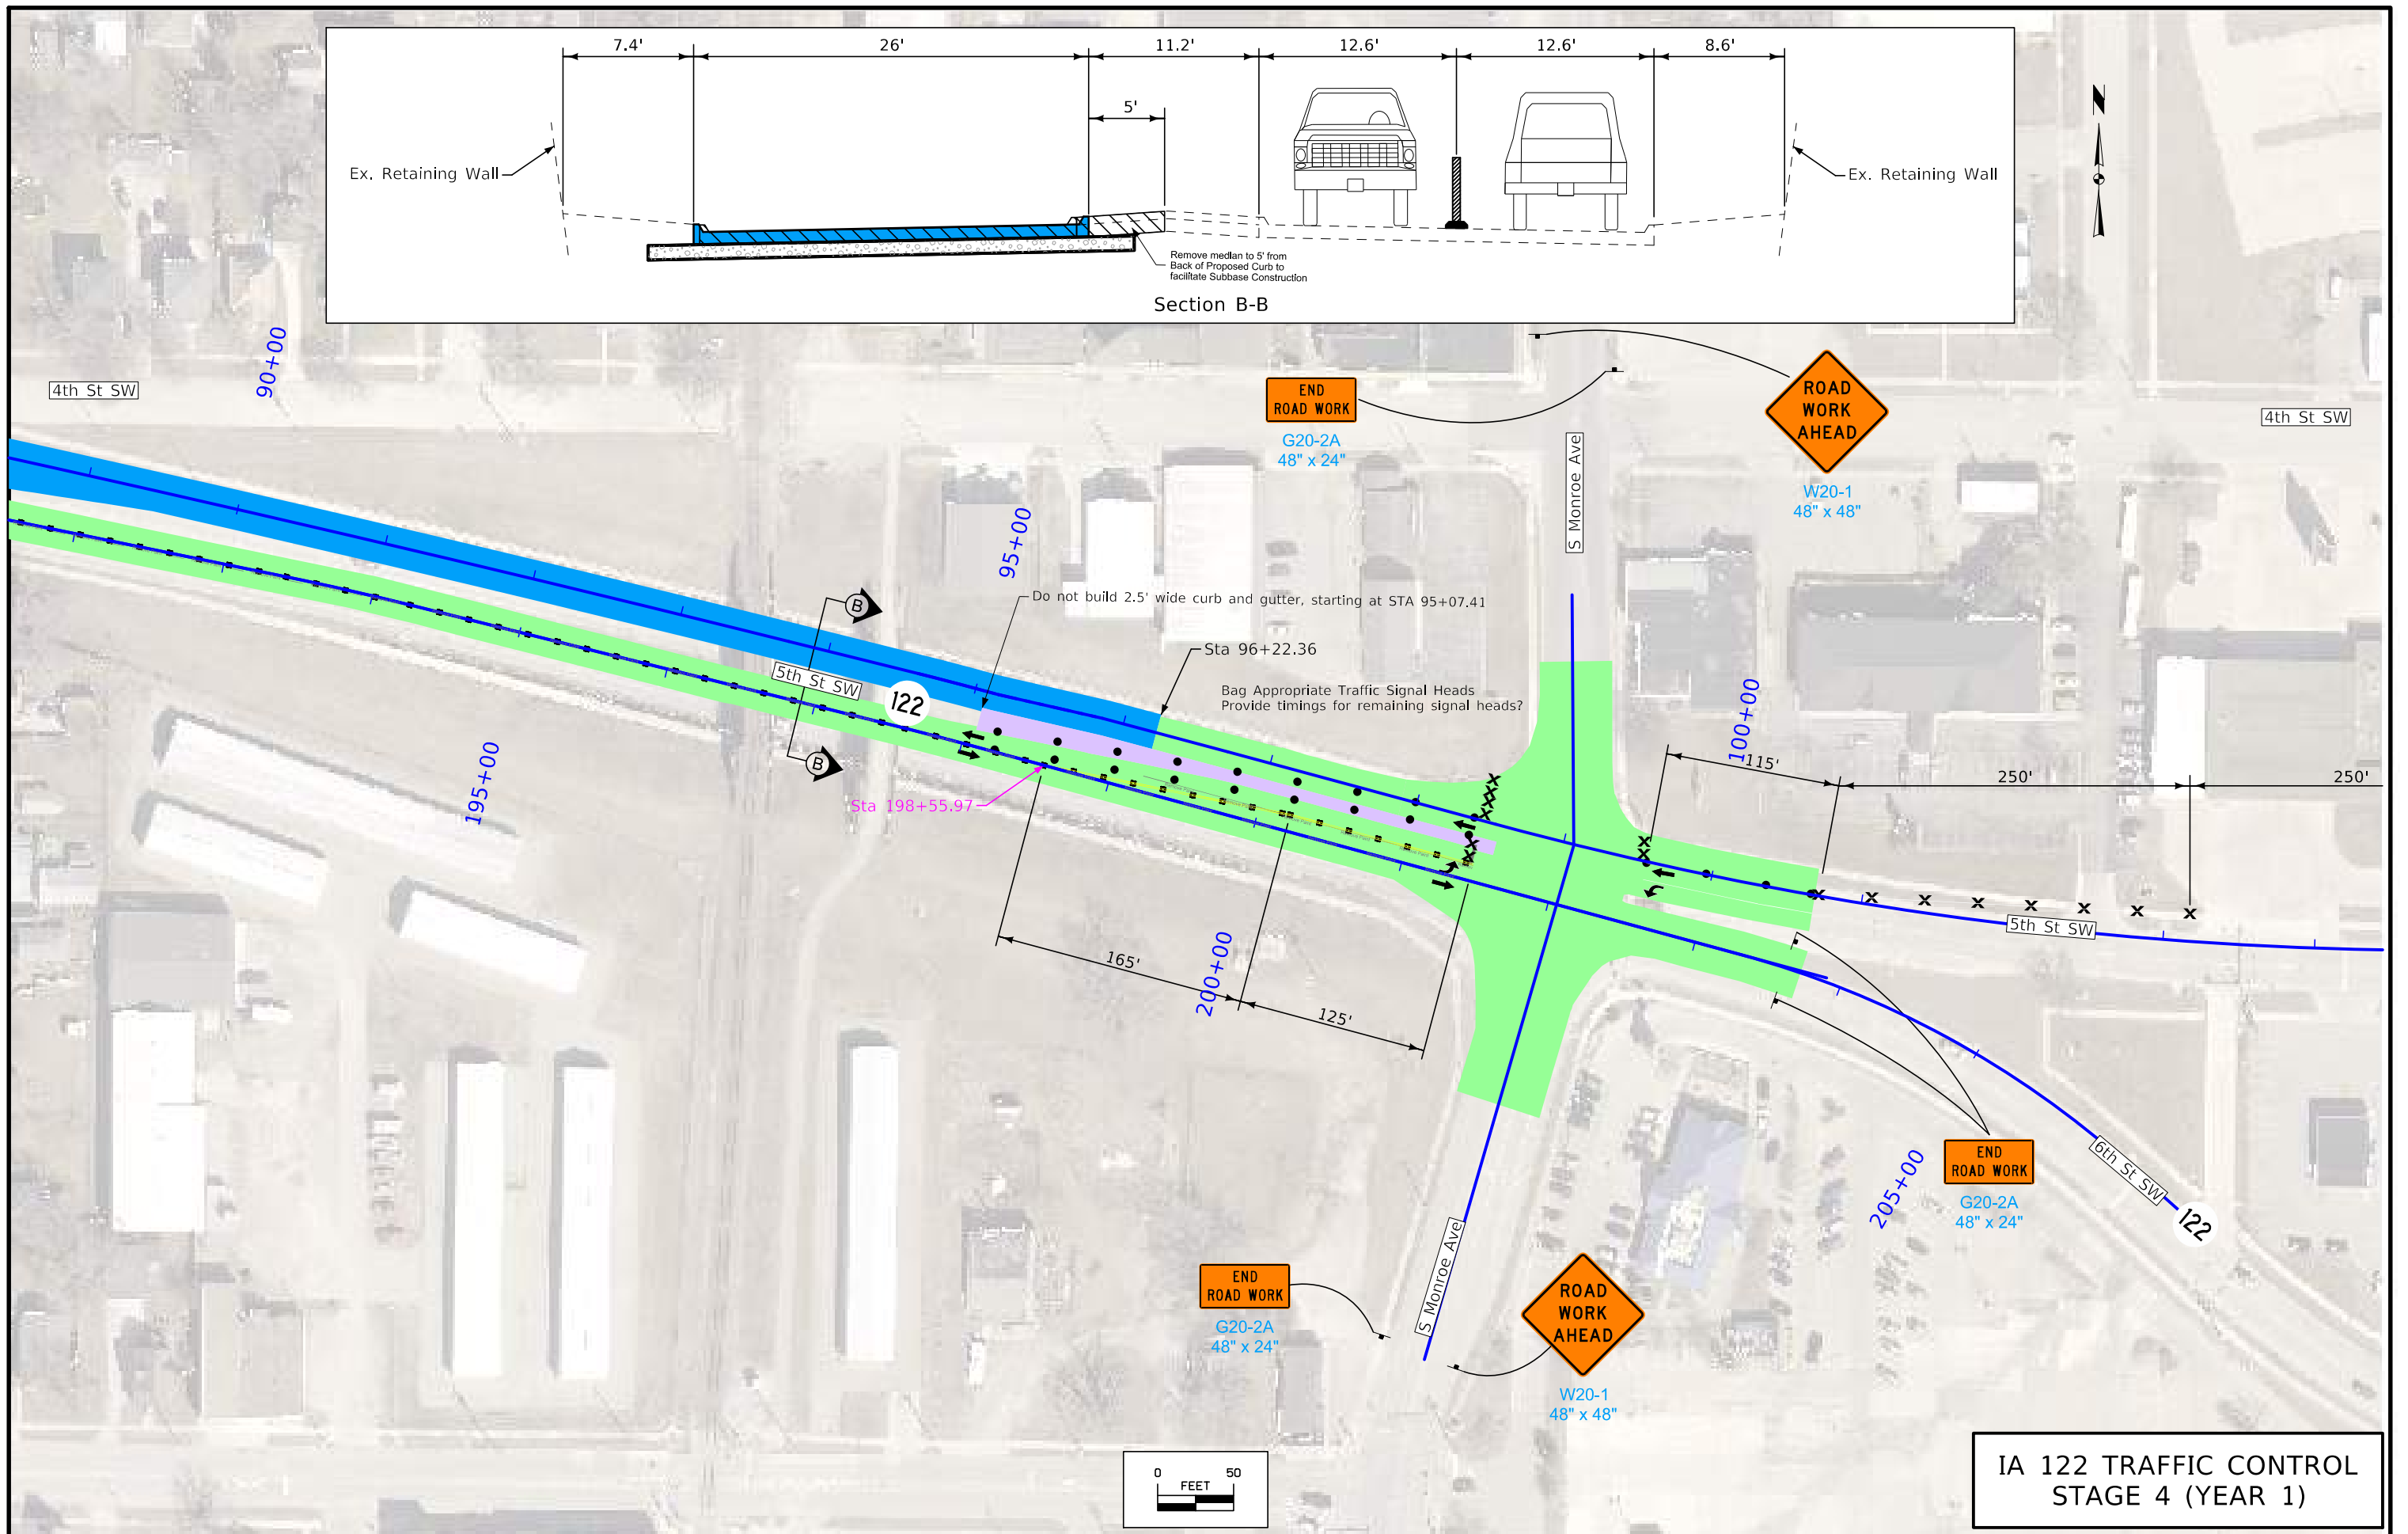 7.4'
26'
11.2'
12.6'
12.6'
8.6'
5'
Ex. Retaining Wall
Ex. Retaining Wall
Remove median to 5' from
Back of Proposed Curb to
facilitate Subbase Construction
Section B-B
N
90+00
4th St SW
END
ROAD WORK
G20-2A
48" x 24"
ROAD
WORK
AHEAD
W20-1
48" x 48"
4th St SW
S Monroe Ave
95+00
Do not build 2.5' wide curb and gutter, starting at STA 95+07.41
B
Sta 96+22.36
5th St SW
122
Bag Appropriate Traffic Signal Heads
Provide timings for remaining signal heads?
100+00
B
195+00
Sta 198+55.97
115'
250'
250'
5th St SW
165'
200+00
125'
6th St SW
122
205+00
END
ROAD WORK
G20-2A
48" x 24"
S Monroe Ave
END
ROAD WORK
G20-2A
48" x 24"
ROAD
WORK
AHEAD
W20-1
48" x 48"
0 50
FEET
IA 122 TRAFFIC CONTROL
STAGE 4 (YEAR 1)